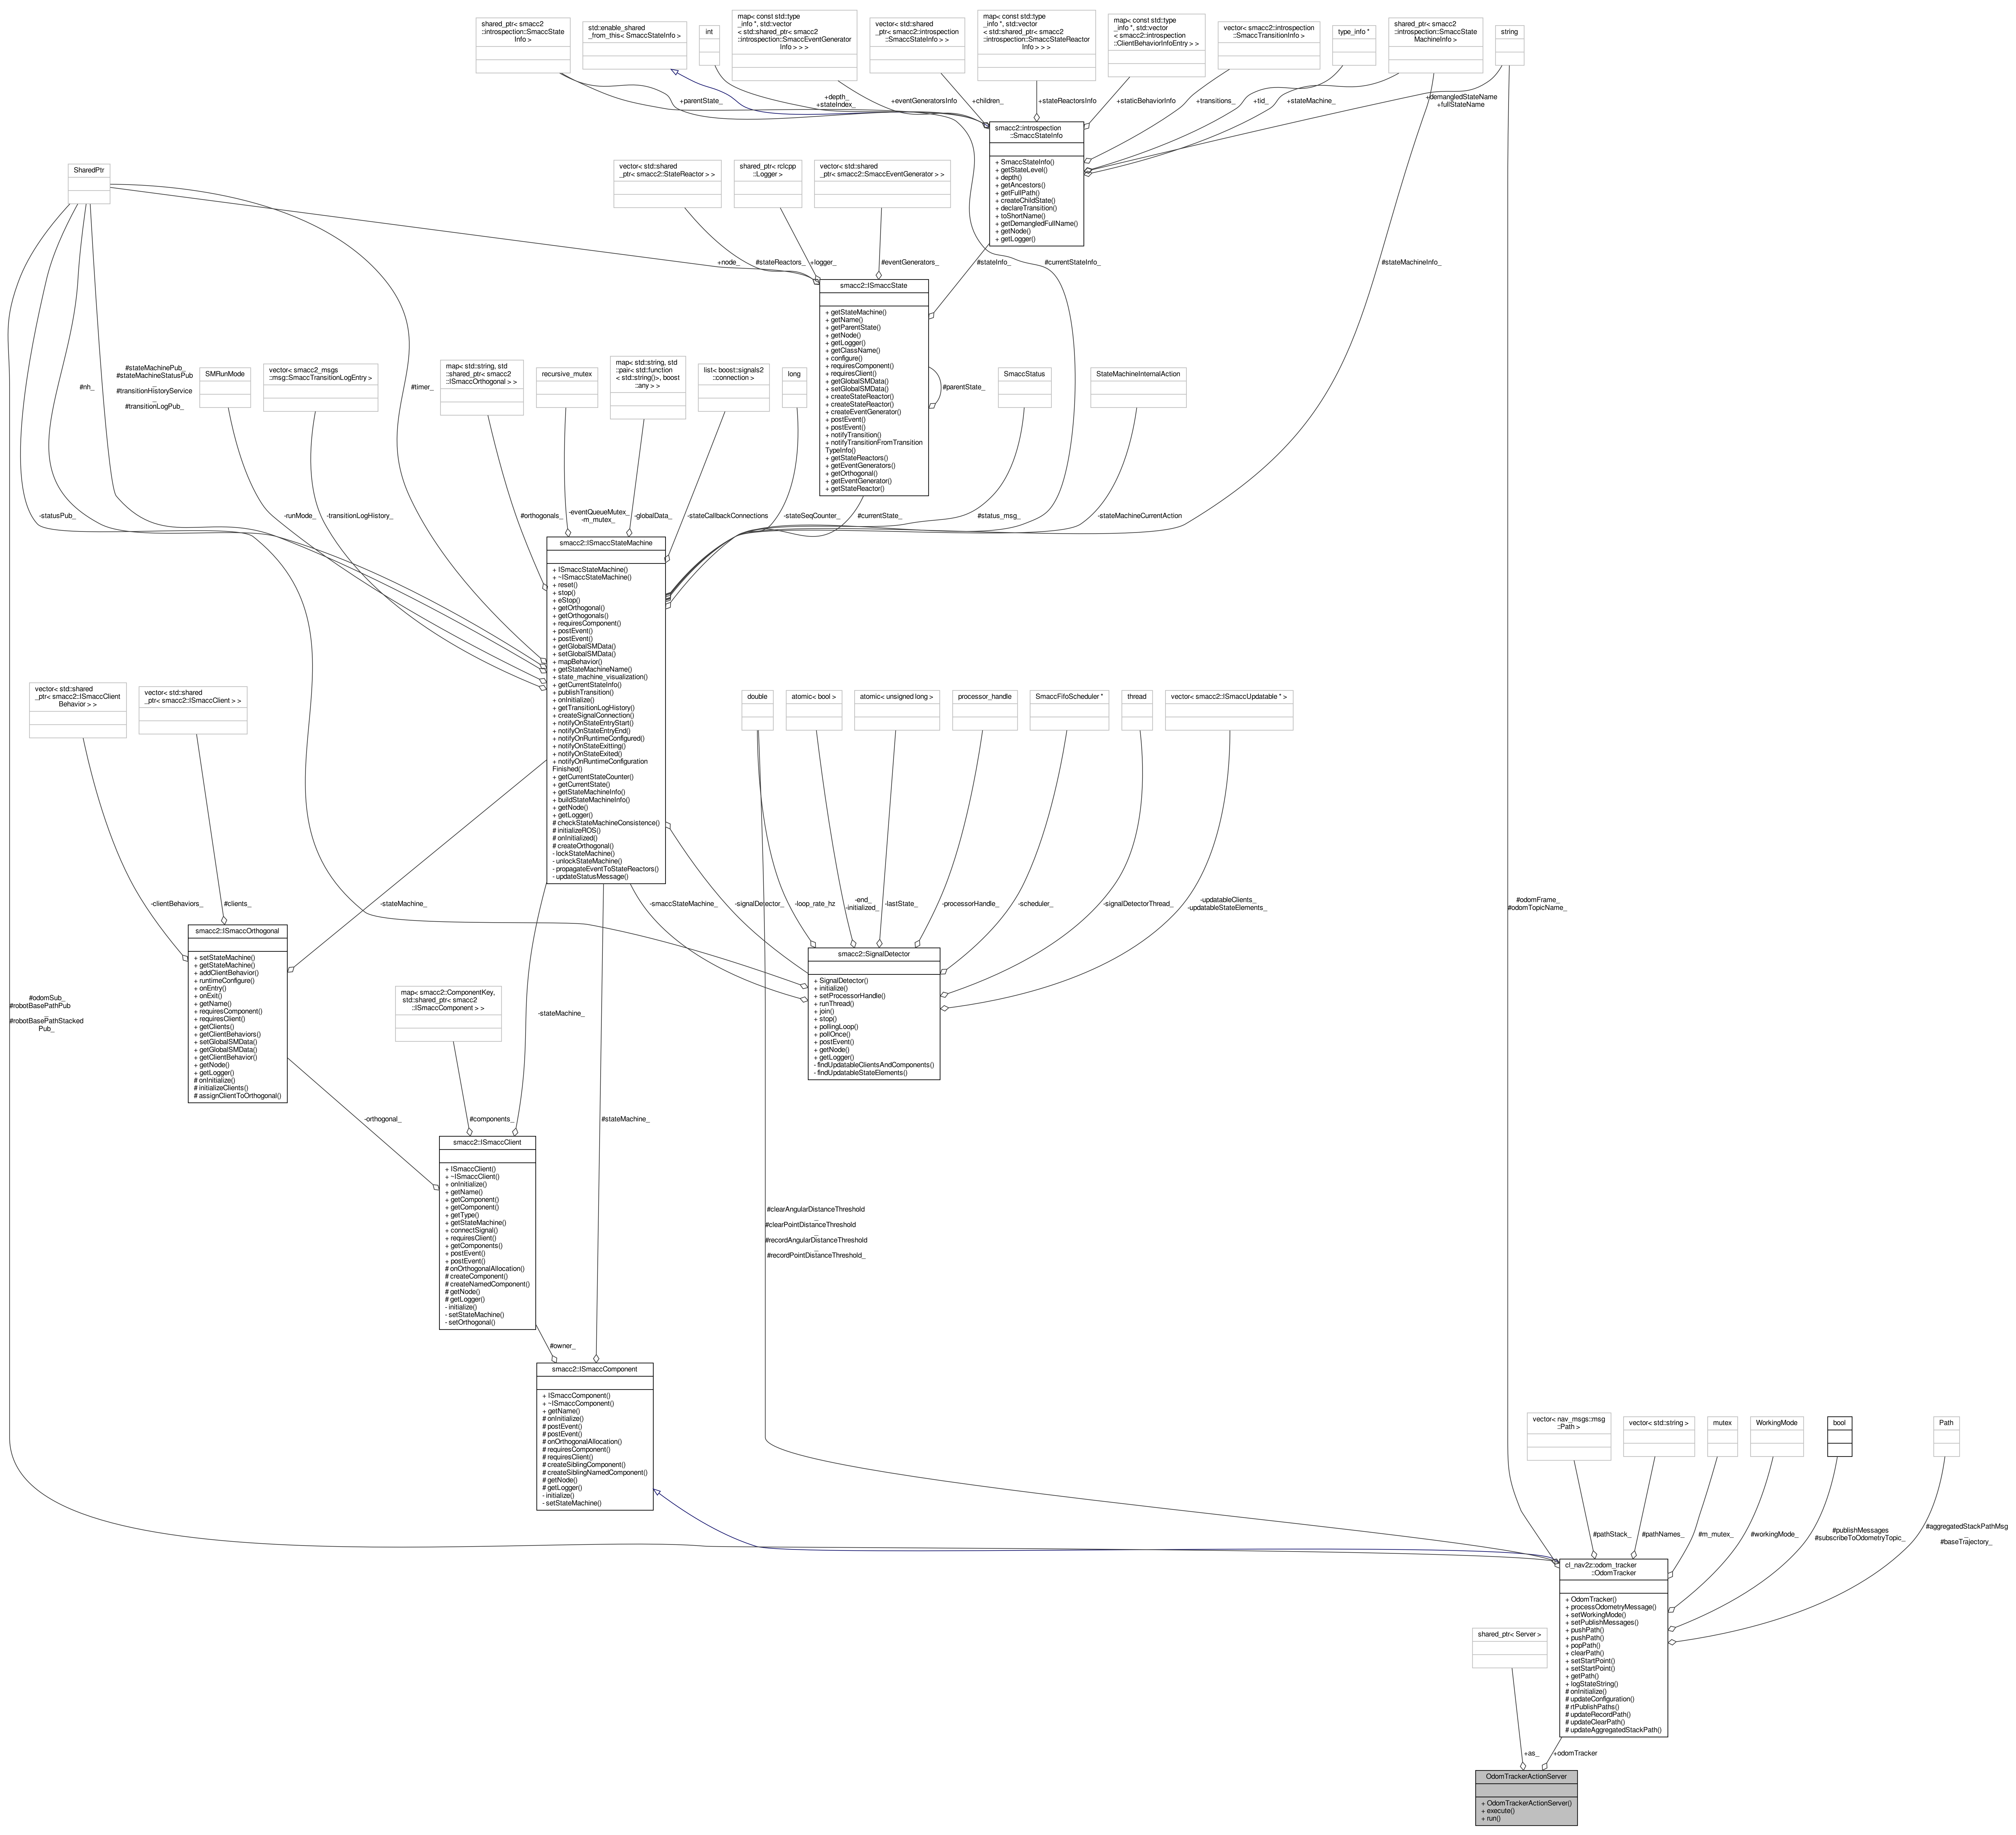 shared_ptr< smacc2
::introspection::SmaccState
Info >
std::enable_shared
_from_this< SmaccStateInfo >
int
map< const std::type
_info *, std::vector
< std::shared_ptr< smacc2
::introspection::SmaccEventGenerator
Info > > >
vector< std::shared
_ptr< smacc2::introspection
::SmaccStateInfo > >
map< const std::type
_info *, std::vector
< std::shared_ptr< smacc2
::introspection::SmaccStateReactor
Info > > >
map< const std::type
_info *, std::vector
< smacc2::introspection
::ClientBehaviorInfoEntry > >
vector< smacc2::introspection
::SmaccTransitionInfo >
type_info *
shared_ptr< smacc2
::introspection::SmaccState
MachineInfo >
string
+parentState_
+depth_
+stateIndex_
+eventGeneratorsInfo
+children_
+stateReactorsInfo
+staticBehaviorInfo
+transitions_
+tid_
+stateMachine_
+demangledStateName
+fullStateName
smacc2::introspection
::SmaccStateInfo
+ SmaccStateInfo()
+ getStateLevel()
+ depth()
+ getAncestors()
+ getFullPath()
+ createChildState()
+ declareTransition()
+ toShortName()
+ getDemangledFullName()
+ getNode()
+ getLogger()
SharedPtr
vector< std::shared
_ptr< smacc2::StateReactor > >
shared_ptr< rclcpp
::Logger >
vector< std::shared
_ptr< smacc2::SmaccEventGenerator > >
+node_
#stateReactors_
+logger_
#eventGenerators_
#stateInfo_
#currentStateInfo_
#stateMachineInfo_
smacc2::ISmaccState
+ getStateMachine()
+ getName()
+ getParentState()
+ getNode()
+ getLogger()
+ getClassName()
+ configure()
+ requiresComponent()
+ requiresClient()
+ getGlobalSMData()
+ setGlobalSMData()
+ createStateReactor()
+ createStateReactor()
+ createEventGenerator()
+ postEvent()
+ postEvent()
+ notifyTransition()
+ notifyTransitionFromTransition
TypeInfo()
+ getStateReactors()
+ getEventGenerators()
+ getOrthogonal()
+ getEventGenerator()
+ getStateReactor()
#parentState_
#nh_
#stateMachinePub_
#stateMachineStatusPub
_
#transitionHistoryService
_
#transitionLogPub_
SMRunMode
vector< smacc2_msgs
::msg::SmaccTransitionLogEntry >
#timer_
map< std::string, std
::shared_ptr< smacc2
::ISmaccOrthogonal > >
recursive_mutex
map< std::string, std
::pair< std::function
< std::string()>, boost
::any > >
list< boost::signals2
::connection >
long
SmaccStatus
StateMachineInternalAction
-statusPub_
-runMode_
-transitionLogHistory_
#orthogonals_
-eventQueueMutex_
-m_mutex_
-globalData_
-stateCallbackConnections
-stateSeqCounter_
#currentState_
#status_msg_
-stateMachineCurrentAction
smacc2::ISmaccStateMachine
+ ISmaccStateMachine()
+ ~ISmaccStateMachine()
+ reset()
+ stop()
+ eStop()
+ getOrthogonal()
+ getOrthogonals()
+ requiresComponent()
+ postEvent()
+ postEvent()
+ getGlobalSMData()
+ setGlobalSMData()
+ mapBehavior()
+ getStateMachineName()
+ state_machine_visualization()
+ getCurrentStateInfo()
+ publishTransition()
+ onInitialize()
+ getTransitionLogHistory()
+ createSignalConnection()
+ notifyOnStateEntryStart()
+ notifyOnStateEntryEnd()
+ notifyOnRuntimeConfigured()
+ notifyOnStateExitting()
+ notifyOnStateExited()
+ notifyOnRuntimeConfiguration
Finished()
+ getCurrentStateCounter()
+ getCurrentState()
+ getStateMachineInfo()
+ buildStateMachineInfo()
+ getNode()
+ getLogger()
# checkStateMachineConsistence()
# initializeROS()
# onInitialized()
# createOrthogonal()
- lockStateMachine()
- unlockStateMachine()
- propagateEventToStateReactors()
- updateStatusMessage()
vector< std::shared
_ptr< smacc2::ISmaccClient
Behavior > >
vector< std::shared
_ptr< smacc2::ISmaccClient > >
double
atomic< bool >
atomic< unsigned long >
processor_handle
SmaccFifoScheduler *
thread
vector< smacc2::ISmaccUpdatable * >
-clientBehaviors_
#clients_
-stateMachine_
-smaccStateMachine_
-signalDetector_
-loop_rate_hz
-end_
-initialized_
-lastState_
-processorHandle_
-scheduler_
-signalDetectorThread_
-updatableClients_
-updatableStateElements_
#odomFrame_
#odomTopicName_
smacc2::ISmaccOrthogonal
+ setStateMachine()
+ getStateMachine()
+ addClientBehavior()
+ runtimeConfigure()
+ onEntry()
+ onExit()
+ getName()
+ requiresComponent()
+ requiresClient()
+ getClients()
+ getClientBehaviors()
+ setGlobalSMData()
+ getGlobalSMData()
+ getClientBehavior()
+ getNode()
+ getLogger()
# onInitialize()
# initializeClients()
# assignClientToOrthogonal()
smacc2::SignalDetector
+ SignalDetector()
+ initialize()
+ setProcessorHandle()
+ runThread()
+ join()
+ stop()
+ pollingLoop()
+ pollOnce()
+ postEvent()
+ getNode()
+ getLogger()
- findUpdatableClientsAndComponents()
- findUpdatableStateElements()
#odomSub_
#robotBasePathPub
_
#robotBasePathStacked
Pub_
map< smacc2::ComponentKey,
std::shared_ptr< smacc2
::ISmaccComponent > >
-stateMachine_
-orthogonal_
#components_
#stateMachine_
smacc2::ISmaccClient
+ ISmaccClient()
+ ~ISmaccClient()
+ onInitialize()
+ getName()
+ getComponent()
+ getComponent()
+ getType()
+ getStateMachine()
+ connectSignal()
+ requiresClient()
+ getComponents()
+ postEvent()
+ postEvent()
# onOrthogonalAllocation()
# createComponent()
# createNamedComponent()
# getNode()
# getLogger()
- initialize()
- setStateMachine()
- setOrthogonal()
#clearAngularDistanceThreshold
_
#clearPointDistanceThreshold
_
#recordAngularDistanceThreshold
_
#recordPointDistanceThreshold_
#owner_
smacc2::ISmaccComponent
+ ISmaccComponent()
+ ~ISmaccComponent()
+ getName()
# onInitialize()
# postEvent()
# postEvent()
# onOrthogonalAllocation()
# requiresComponent()
# requiresClient()
# createSiblingComponent()
# createSiblingNamedComponent()
# getNode()
# getLogger()
- initialize()
- setStateMachine()
vector< nav_msgs::msg
::Path >
vector< std::string >
mutex
WorkingMode
bool
Path
#pathStack_
#pathNames_
#m_mutex_
#workingMode_
#publishMessages
#subscribeToOdometryTopic_
#aggregatedStackPathMsg
_
#baseTrajectory_
cl_nav2z::odom_tracker
::OdomTracker
+ OdomTracker()
+ processOdometryMessage()
+ setWorkingMode()
+ setPublishMessages()
+ pushPath()
+ pushPath()
+ popPath()
+ clearPath()
+ setStartPoint()
+ setStartPoint()
+ getPath()
+ logStateString()
# onInitialize()
# updateConfiguration()
# rtPublishPaths()
# updateRecordPath()
# updateClearPath()
# updateAggregatedStackPath()
shared_ptr< Server >
+as_
+odomTracker
OdomTrackerActionServer
+ OdomTrackerActionServer()
+ execute()
+ run()